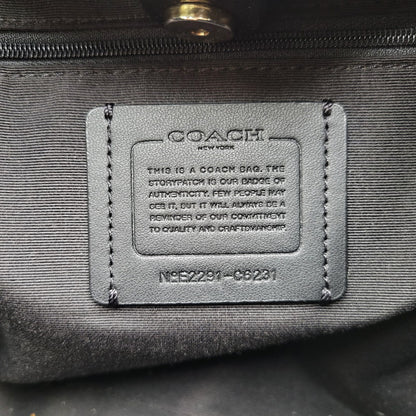 COACH
NEW YORK
THIS IS A COACH BAG. THE
STORYPATCH IS OUR BADGE OF
AUTHENTICITY. FEW PEOPLE MAY
SEE IT, BUT IT WILL ALWAYS BE A
REMINDER OF OUR COMMITMENT
TO QUALITY AND CRAFTSMANSHIP.
NºE2291-C6231